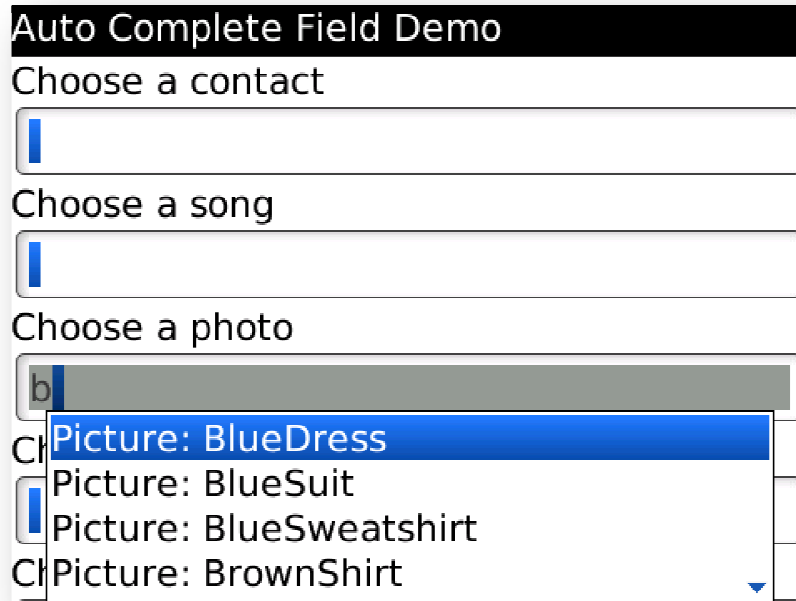 Auto Complete Field Demo
Choose a contact
Choose a song
Choose a photo
b
Picture: BlueDress
Picture: BlueSuit
Picture: BlueSweatshirt
Picture: BrownShirt